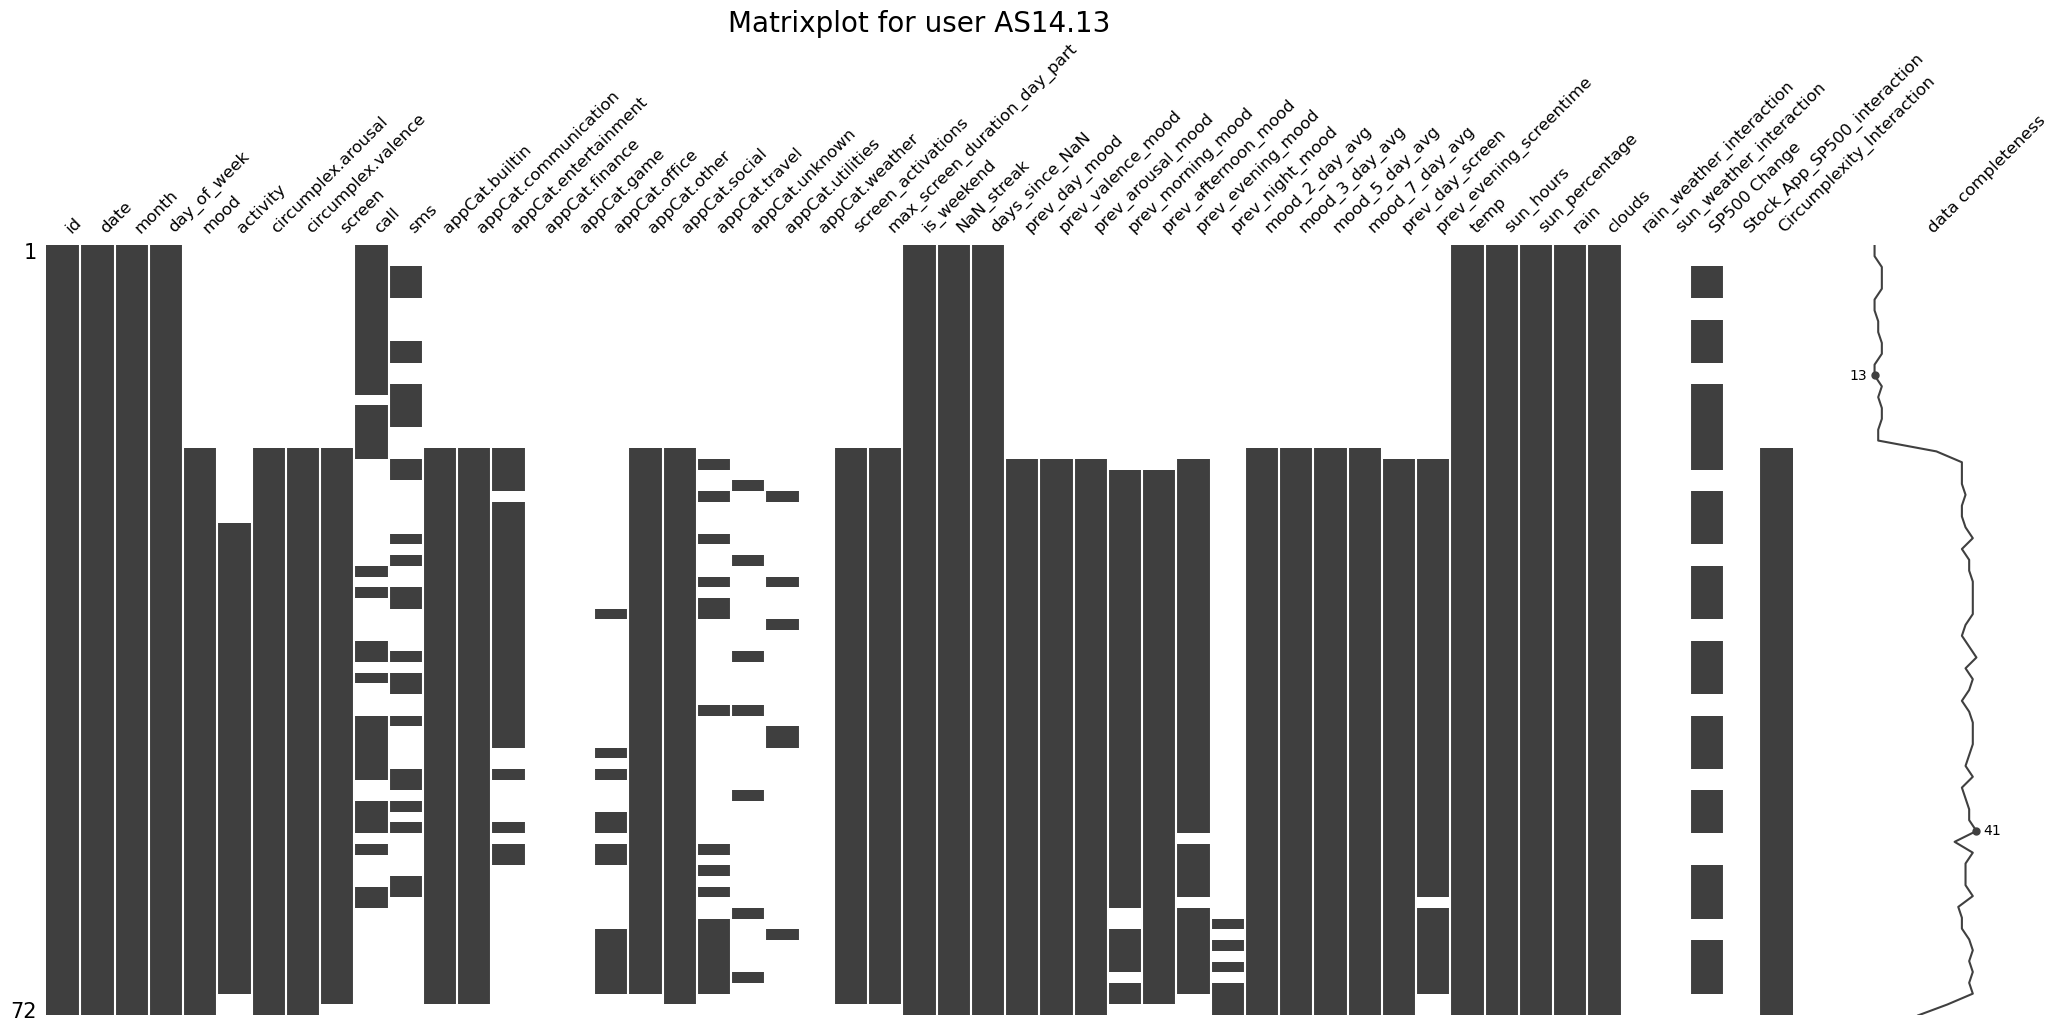 Matrixplot for user AS14.13
id
date
month
day_of_week
mood
activity
circumplex.arousal
circumplex.valence
screen
call
sms
appCat.builtin
appCat.communication
appCat.entertainment
appCat.finance
appCat.game
appCat.office
appCat.other
appCat.social
appCat.travel
appCat.unknown
appCat.utilities
appCat.weather
screen_activations
max_screen_duration_day_part
is_weekend
NaN_streak
days_since_NaN
prev_day_mood
prev_valence_mood
prev_arousal_mood
prev_morning_mood
prev_afternoon_mood
prev_evening_mood
prev_night_mood
mood_2_day_avg
mood_3_day_avg
mood_5_day_avg
mood_7_day_avg
prev_day_screen
prev_evening_screentime
temp
sun_hours
sun_percentage
rain
clouds
rain_weather_interaction
sun_weather_interaction
SP500 Change
Stock_App_SP500_interaction
Circumplexity_Interaction
data completeness
1
13
41
72